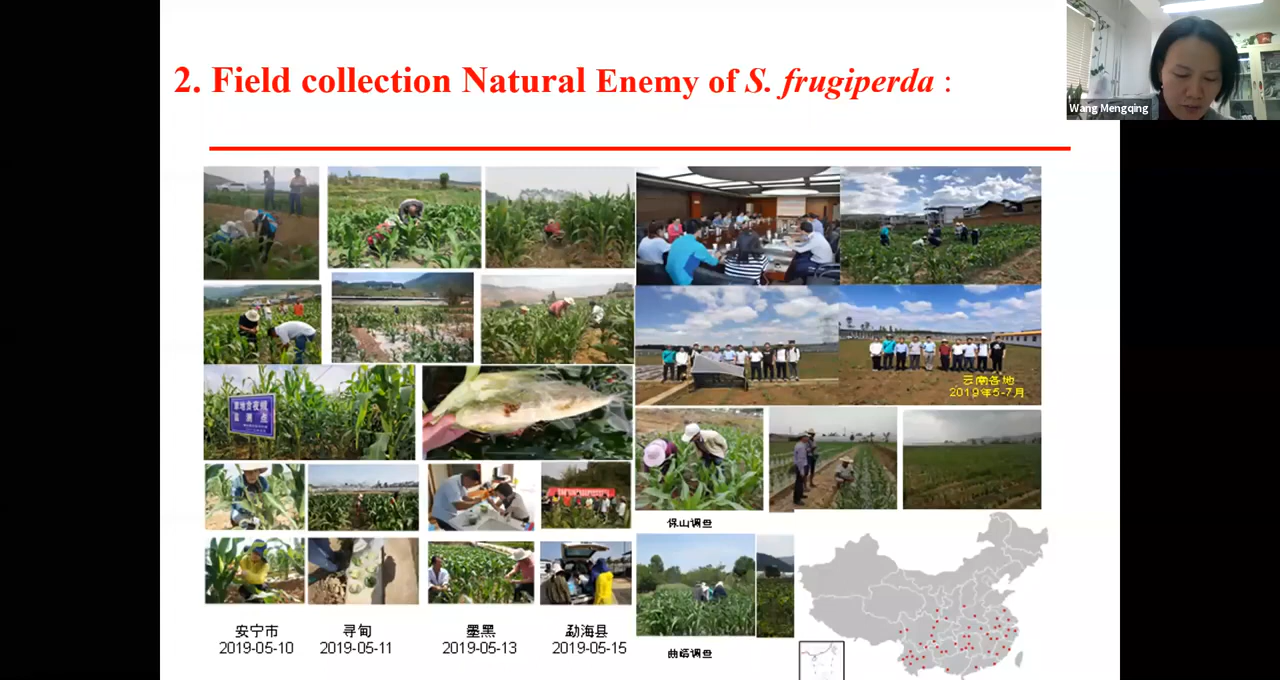 2. Field collection Natural Enemy of S. frugiperda :
Wang Mengqing
云南各地
2019年5-7月
保山调查
安宁市
2019-05-10
寻甸
2019-05-11
墨黑
2019-05-13
勐海县
2019-05-15
曲靖调查